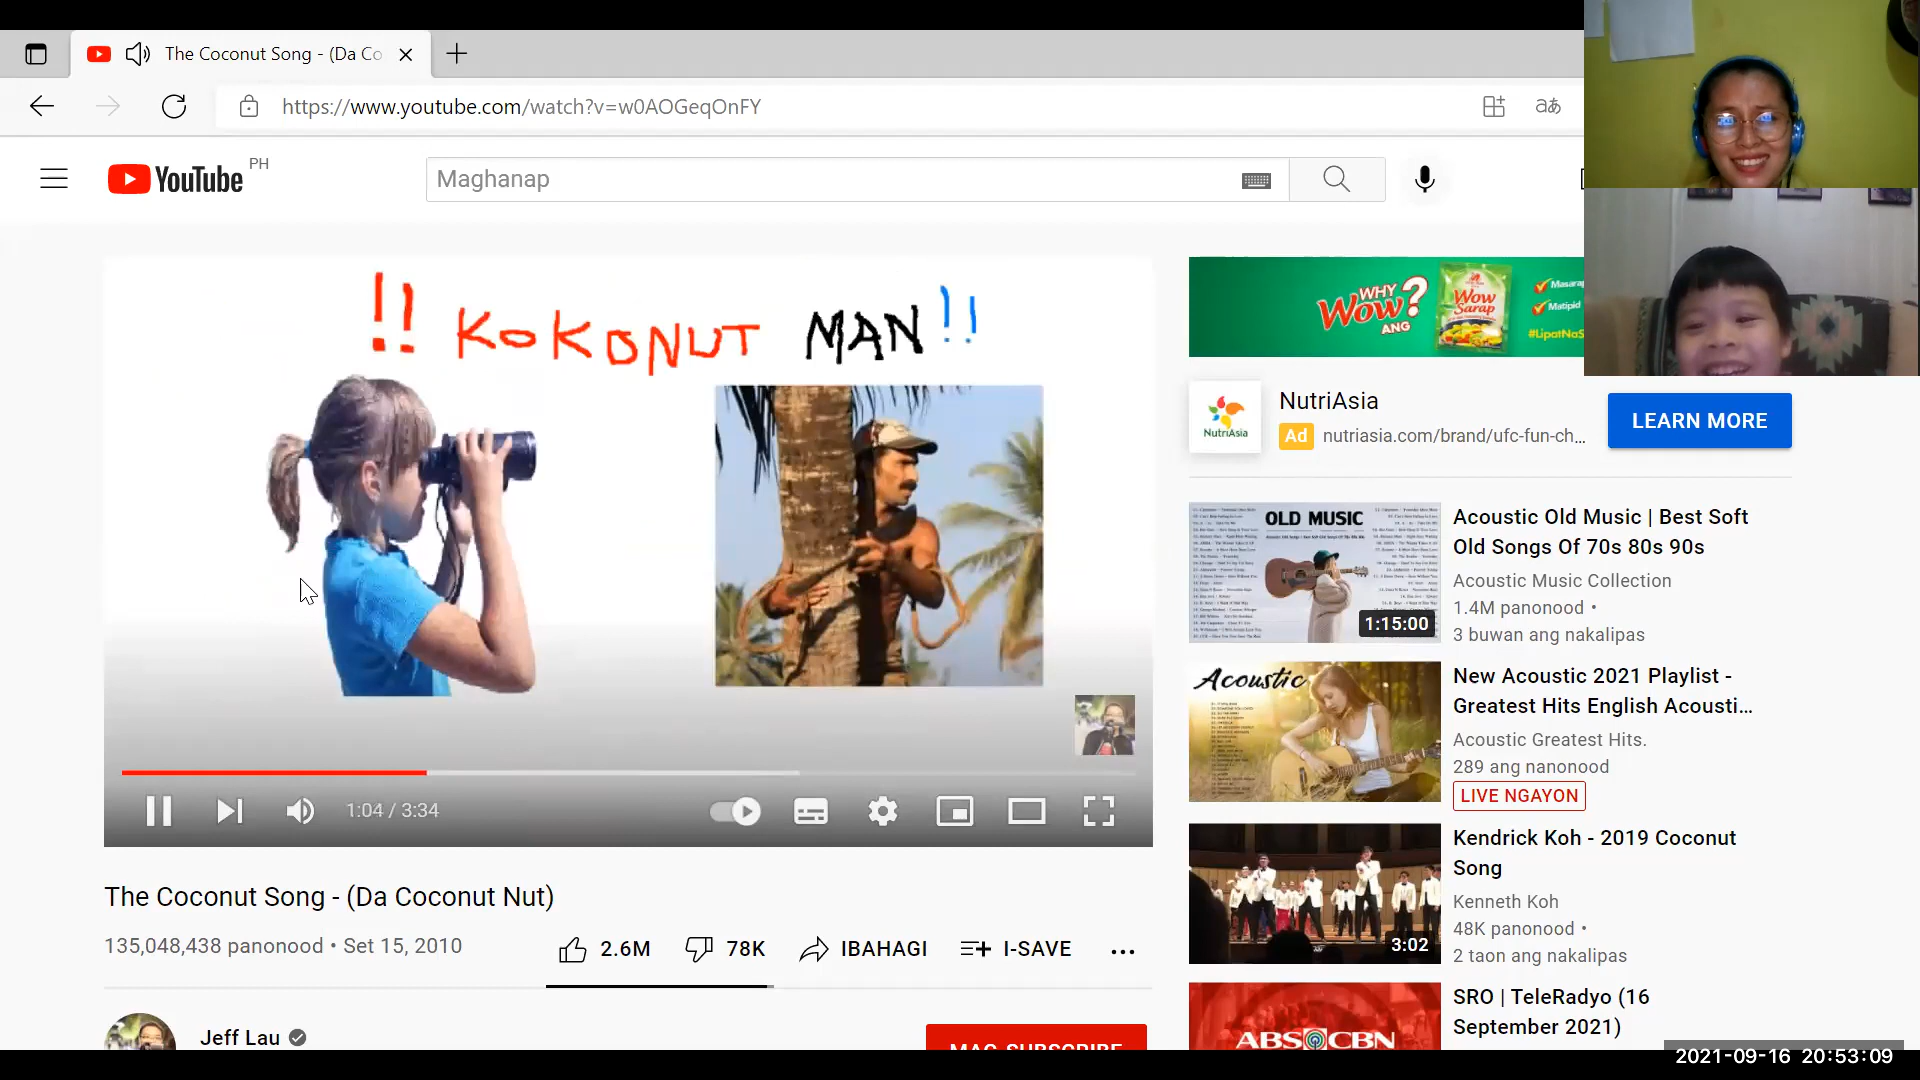 The Coconut Song - (Da Co
https://www.youtube.com/watch?v=w0AOGeqOnFY
YouTube PH
Maghanap
!! KOKONUT MAN !!
1:04 / 3:34
The Coconut Song - (Da Coconut Nut)
135,048,438 panonood • Set 15, 2010
2.6M 78K IBAHAGI I-SAVE
Jeff Lau
MAG-SUBSCRIBE
WHY
WOW?
ANG
Wow
Sarap
Masarap
Matipid
#LipatNaS
NutriAsia
NutriAsia
Ad nutriasia.com/brand/ufc-fun-ch...
LEARN MORE
OLD MUSIC
1:15:00
Acoustic Old Music | Best Soft
Old Songs Of 70s 80s 90s
Acoustic Music Collection
1.4M panonood •
3 buwan ang nakalipas
Acoustic
New Acoustic 2021 Playlist -
Greatest Hits English Acousti...
Acoustic Greatest Hits.
289 ang nanonood
LIVE NGAYON
3:02
Kendrick Koh - 2019 Coconut
Song
Kenneth Koh
48K panonood •
2 taon ang nakalipas
ABS-CBN
SRO | TeleRadyo (16
September 2021)
2021-09-16 20:53:09